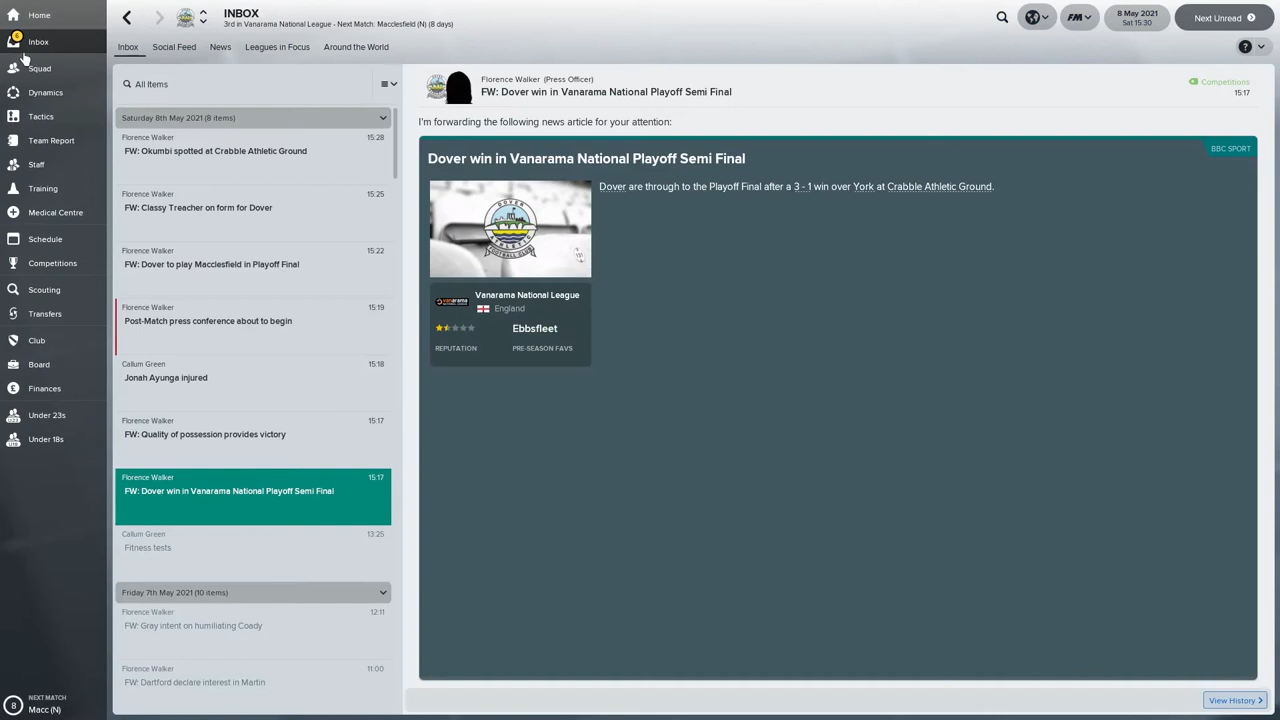 Home
Inbox
6
Squad
Dynamics
Tactics
Team Report
Staff
Training
Medical Centre
Schedule
Competitions
Scouting
Transfers
Club
Board
Finances
Under 23s
Under 18s
8
NEXT MATCH
Macc (N)
INBOX
3rd in Vanarama National League - Next Match: Macclesfield (N) (8 days)
FM
8 May 2021
Sat 15:30
Next Unread
Inbox
Social Feed
News
Leagues in Focus
Around the World
?
All Items
Saturday 8th May 2021 (8 items)
Florence Walker 15:28
FW: Okumbi spotted at Crabble Athletic Ground
Florence Walker 15:25
FW: Classy Treacher on form for Dover
Florence Walker 15:22
FW: Dover to play Macclesfield in Playoff Final
Florence Walker 15:19
Post-Match press conference about to begin
Callum Green 15:18
Jonah Ayunga injured
Florence Walker 15:17
FW: Quality of possession provides victory
Florence Walker 15:17
FW: Dover win in Vanarama National Playoff Semi Final
Callum Green 13:25
Fitness tests
Friday 7th May 2021 (10 items)
Florence Walker 12:11
FW: Gray intent on humiliating Coady
Florence Walker 11:00
FW: Dartford declare interest in Martin
Florence Walker (Press Officer)
FW: Dover win in Vanarama National Playoff Semi Final
Competitions
15:17
I'm forwarding the following news article for your attention:
BBC SPORT
Dover win in Vanarama National Playoff Semi Final
Dover are through to the Playoff Final after a 3 - 1 win over York at Crabble Athletic Ground.
DOVER
ATHLETIC
FOOTBALL CLUB
Vanarama National League
England
Ebbsfleet
REPUTATION
PRE-SEASON FAVS
View History